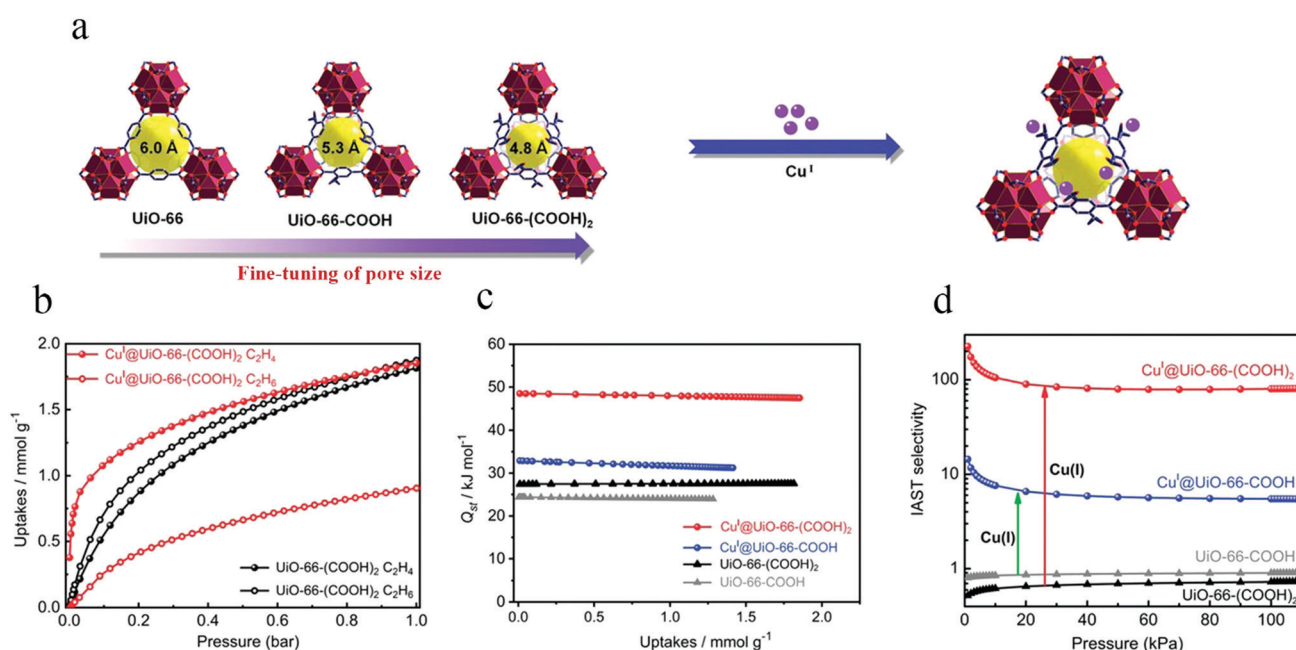 a
6.0 Å
5.3 Å
4.8 Å
UiO-66
UiO-66-COOH
UiO-66-(COOH)₂
Fine-tuning of pore size
Cuᴵ
b
Uptakes / mmol g⁻¹
2.0
1.5
1.0
0.5
0.0
Cuᴵ@UiO-66-(COOH)₂ C₂H₄
Cuᴵ@UiO-66-(COOH)₂ C₂H₆
UiO-66-(COOH)₂ C₂H₄
UiO-66-(COOH)₂ C₂H₆
0.0 0.2 0.4 0.6 0.8 1.0
Pressure (bar)
c
Qst / kJ mol⁻¹
60
50
40
30
20
10
0
Cuᴵ@UiO-66-(COOH)₂
Cuᴵ@UiO-66-COOH
UiO-66-(COOH)₂
UiO-66-COOH
0.0 0.5 1.0 1.5 2.0
Uptakes / mmol g⁻¹
d
IAST selectivity
100
10
1
Cuᴵ@UiO-66-(COOH)₂
Cu(I)
Cuᴵ@UiO-66-COOH
Cu(I)
UiO-66-COOH
UiO-66-(COOH)₂
0 20 40 60 80 100
Pressure (kPa)